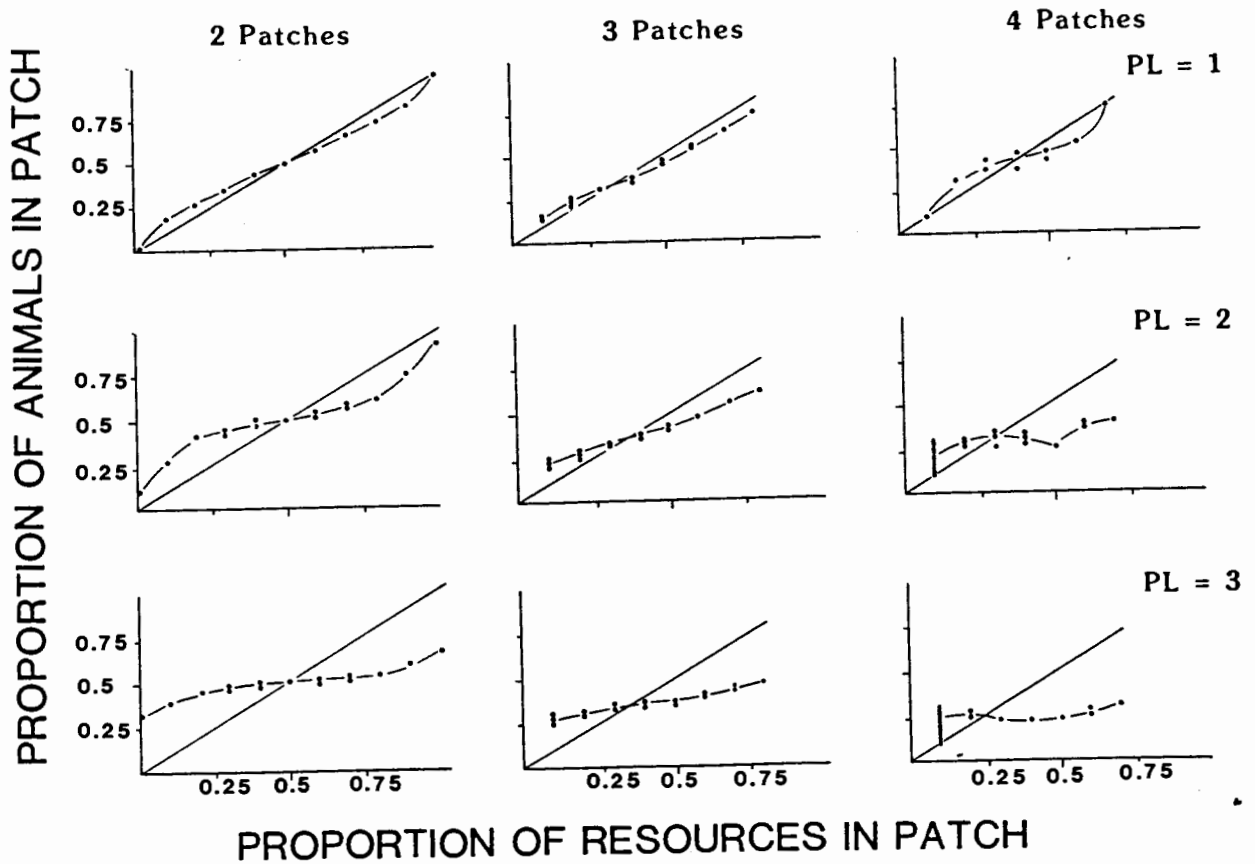 2 Patches
3 Patches
4 Patches
PL = 1
0.75
0.5
0.25
PL = 2
0.75
0.5
0.25
PL = 3
0.75
0.5
0.25
0.25 0.5 0.75
0.25 0.5 0.75
0.25 0.5 0.75
PROPORTION OF ANIMALS IN PATCH
PROPORTION OF RESOURCES IN PATCH